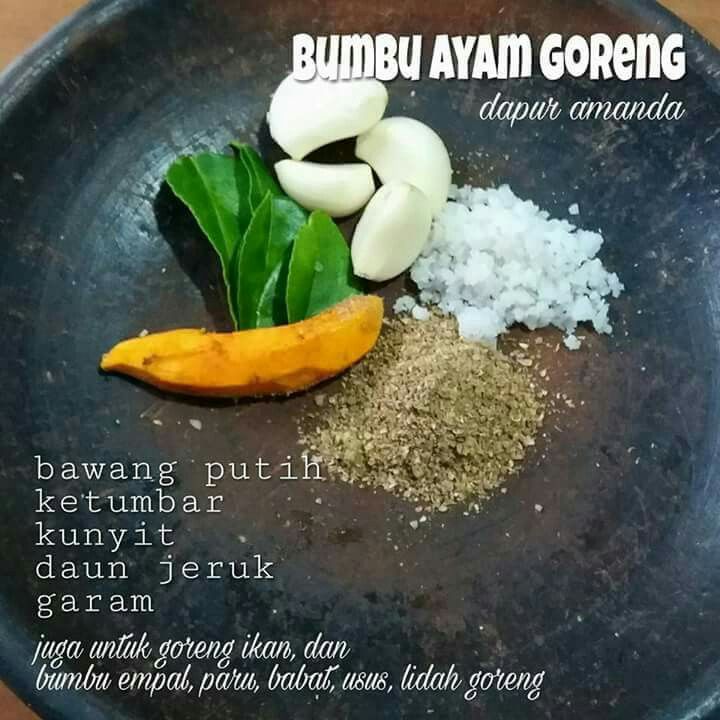 BUMBU AYAM GORENG
dapur amanda
bawang putih
ketumbar
kunyit
daun jeruk
garam
juga untuk goreng ikan, dan
bumbu empal, paru, babat, usus, lidah goreng